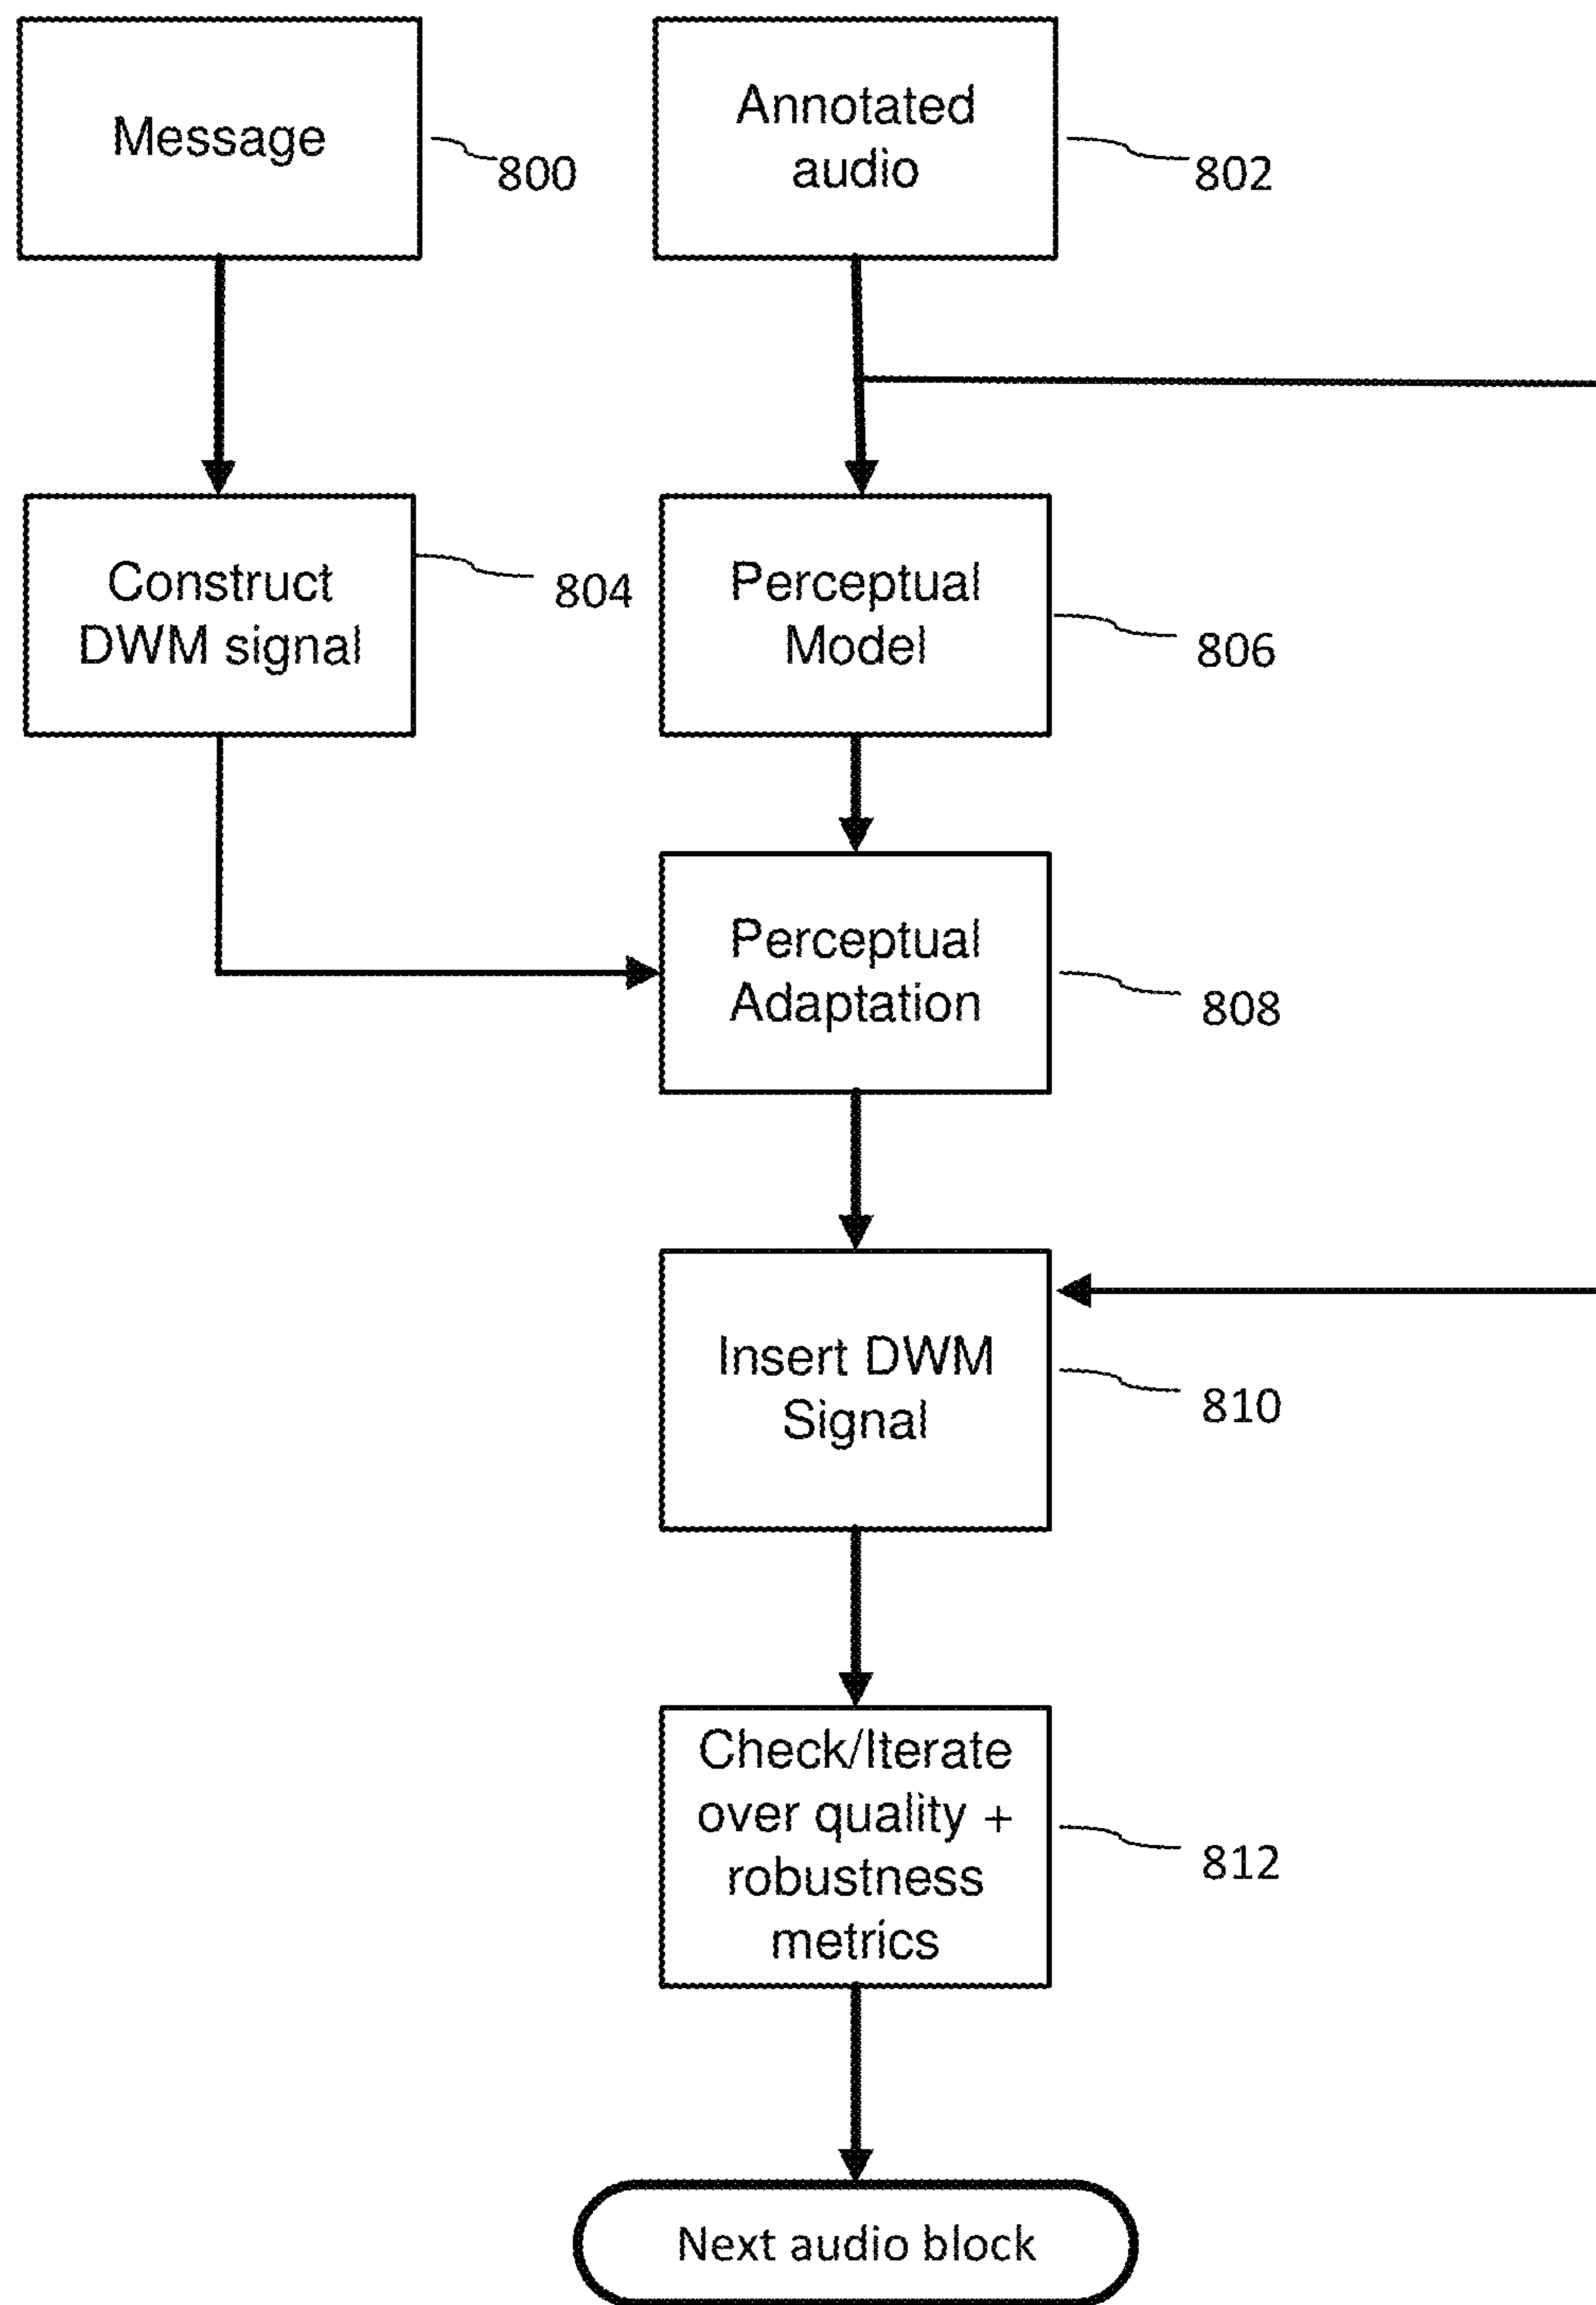 Message
800
Annotated
audio
802
Construct
DWM signal
804
Perceptual
Model
806
Perceptual
Adaptation
808
Insert DWM
Signal
810
Check/Iterate
over quality +
robustness
metrics
812
Next audio block